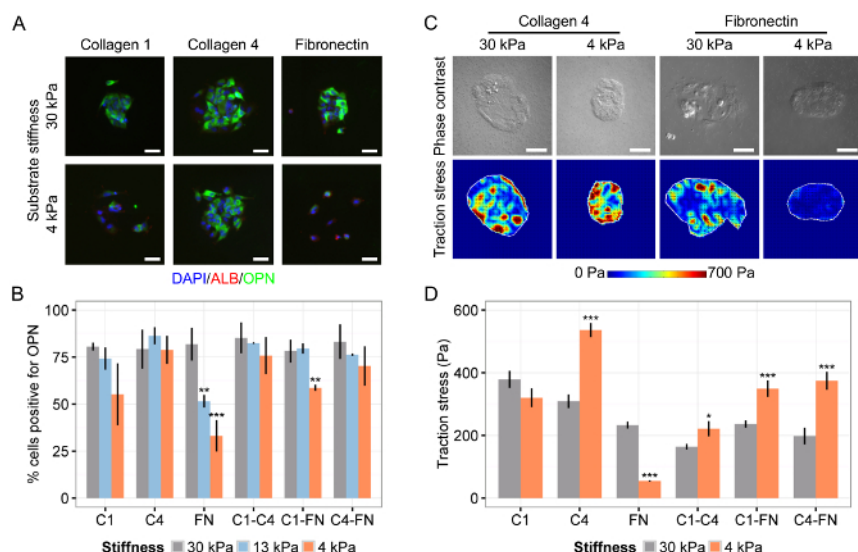 A
Collagen 1 Collagen 4 Fibronectin
Substrate stiffness
30 kPa
4 kPa
DAPI/ALB/OPN
B
% cells positive for OPN
100
75
50
25
0
** *** **
C1 C4 FN C1-C4 C1-FN C4-FN
Stiffness 30 kPa 13 kPa 4 kPa
C
Collagen 4 Fibronectin
30 kPa 4 kPa 30 kPa 4 kPa
Phase contrast
Traction stress
0 Pa 700 Pa
D
Traction stress (Pa)
600
400
200
0
*** *** * *** ***
C1 C4 FN C1-C4 C1-FN C4-FN
Stiffness 30 kPa 4 kPa